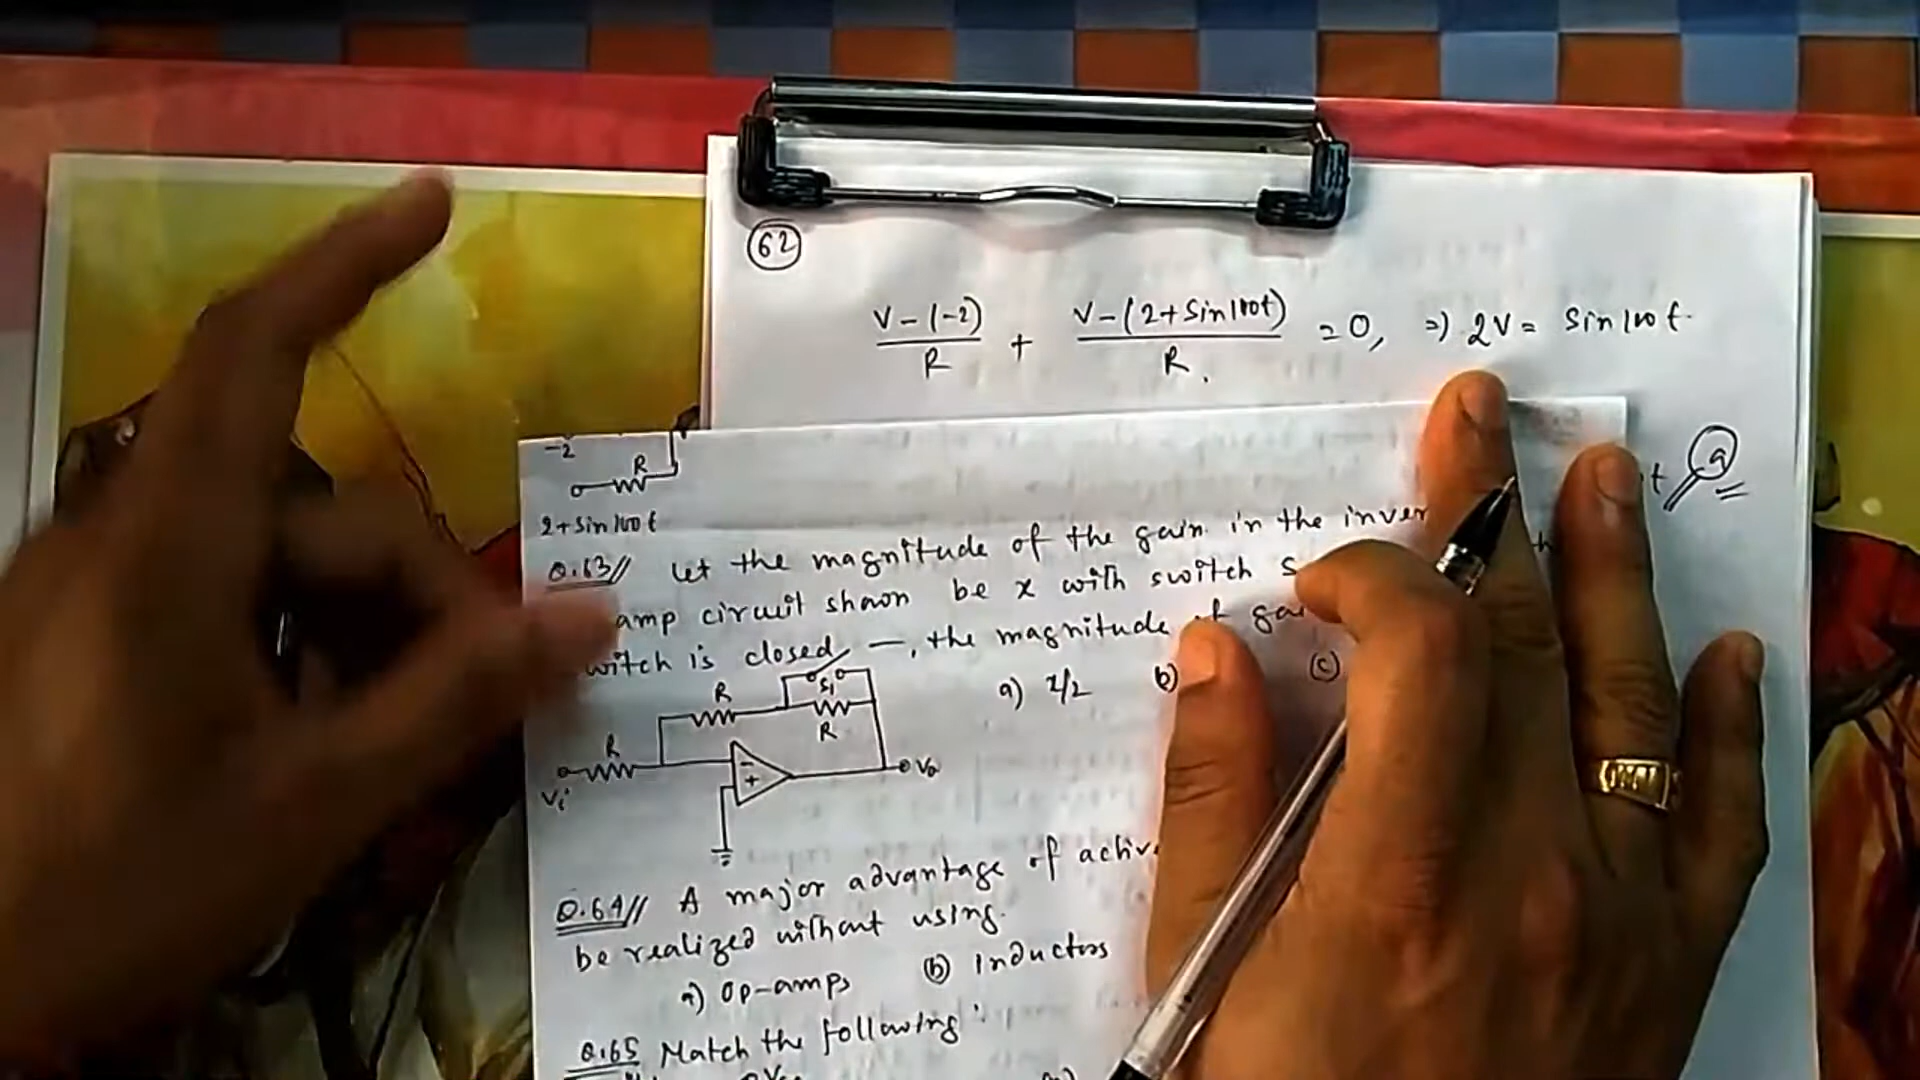 62
V-(-2)/R + V-(2+Sin100t)/R = 0, => 2V = Sin100t
t a
-2
R
2+Sin100t
Q.63// Let the magnitude of the gain in the inver
amp circuit shown be x with switch S
witch is closed, the magnitude of gai
a) x/2 b) (c)
S1
R
R
R
Vi
- +
Vo
Q.64// A major advantage of active
be realized without using.
a) Op-amps (b) Inductors
Q.65 Match the following: